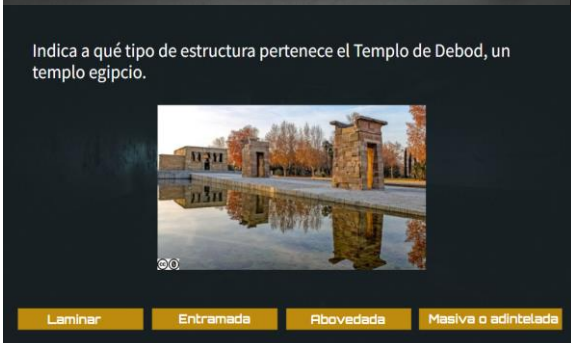 Indica a qué tipo de estructura pertenece el Templo de Debod, un
templo egipcio.
Laminar
Entramada
Abovedada
Masiva o adintelada